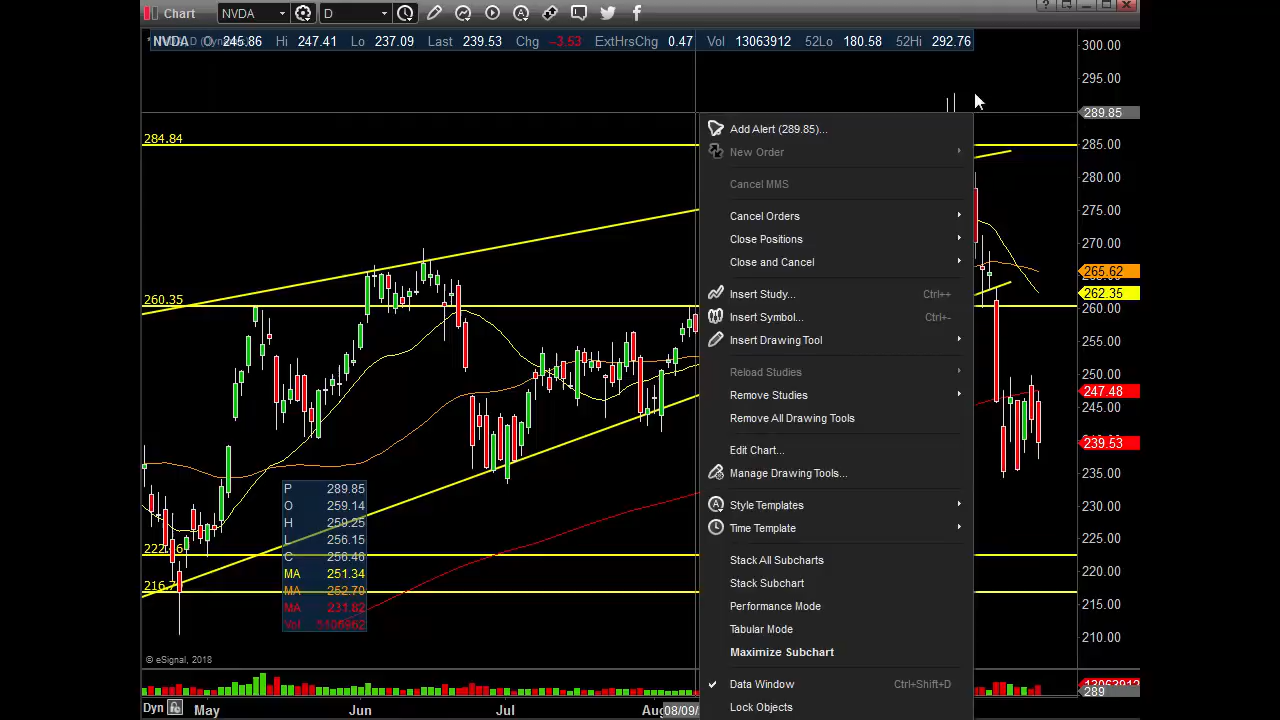 Chart NVDA D
NVDA O 245.86 Hi 247.41 Lo 237.09 Last 239.53 Chg -3.53 ExtHrsChg 0.47 Vol 13063912 52Lo 180.58 52Hi 292.76
300.00
295.00
289.85
284.84
285.00
280.00
275.00
270.00
265.62
262.35
260.35
260.00
255.00
250.00
247.48
245.00
239.53
235.00
230.00
225.00
220.00
215.00
210.00
Add Alert (289.85)...
New Order
Cancel MMS
Cancel Orders
Close Positions
Close and Cancel
Insert Study... Ctrl++
Insert Symbol... Ctrl+-
Insert Drawing Tool
Reload Studies
Remove Studies
Remove All Drawing Tools
Edit Chart...
Manage Drawing Tools...
Style Templates
Time Template
Stack All Subcharts
Stack Subchart
Performance Mode
Tabular Mode
Maximize Subchart
Data Window Ctrl+Shift+D
Lock Objects
P 289.85
O 259.14
H 259.25
L 256.15
C 256.46
MA 251.34
MA 252.70
MA 231.82
Vol 5106962
© eSignal, 2018
13063912
289
Dyn May Jun Jul Aug 08/09/